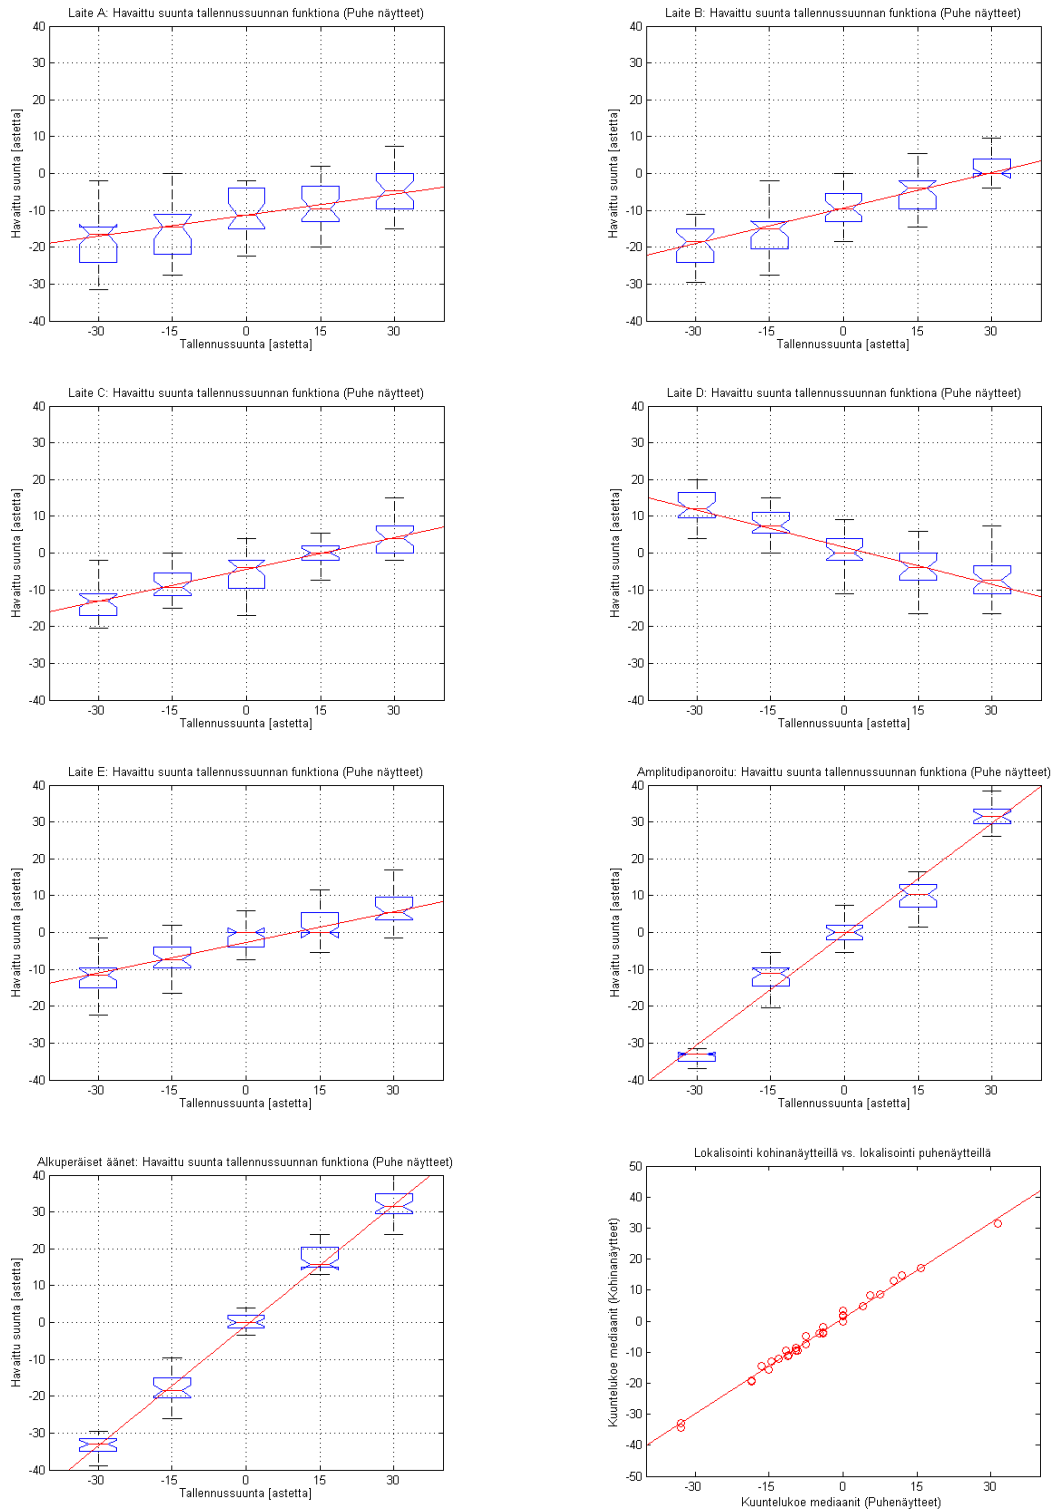 Laite A: Havaittu suunta tallennussuunnan funktiona (Puhe näytteet)
Havaittu suunta [astetta]
40
30
20
10
0
-10
-20
-30
-40
-30 -15 0 15 30
Tallennussuunta [astetta]
Laite B: Havaittu suunta tallennussuunnan funktiona (Puhe näytteet)
Havaittu suunta [astetta]
40
30
20
10
0
-10
-20
-30
-40
-30 -15 0 15 30
Tallennussuunta [astetta]
Laite C: Havaittu suunta tallennussuunnan funktiona (Puhe näytteet)
Havaittu suunta [astetta]
40
30
20
10
0
-10
-20
-30
-40
-30 -15 0 15 30
Tallennussuunta [astetta]
Laite D: Havaittu suunta tallennussuunnan funktiona (Puhe näytteet)
Havaittu suunta [astetta]
40
30
20
10
0
-10
-20
-30
-40
-30 -15 0 15 30
Tallennussuunta [astetta]
Laite E: Havaittu suunta tallennussuunnan funktiona (Puhe näytteet)
Havaittu suunta [astetta]
40
30
20
10
0
-10
-20
-30
-40
-30 -15 0 15 30
Tallennussuunta [astetta]
Amplitudipanoroitu: Havaittu suunta tallennussuunnan funktiona (Puhe näytteet)
Havaittu suunta [astetta]
40
30
20
10
0
-10
-20
-30
-40
-30 -15 0 15 30
Tallennussuunta [astetta]
Alkuperäiset äänet: Havaittu suunta tallennussuunnan funktiona (Puhe näytteet)
Havaittu suunta [astetta]
40
30
20
10
0
-10
-20
-30
-40
-30 -15 0 15 30
Tallennussuunta [astetta]
Lokalisointi kohinanäytteillä vs. lokalisointi puhenäytteillä
Kuuntelukoe mediaanit (Kohinanäytteet)
50
40
30
20
10
0
-10
-20
-30
-40
-50
-30 -15 0 15 30
Kuuntelukoe mediaanit (Puhenäytteet)